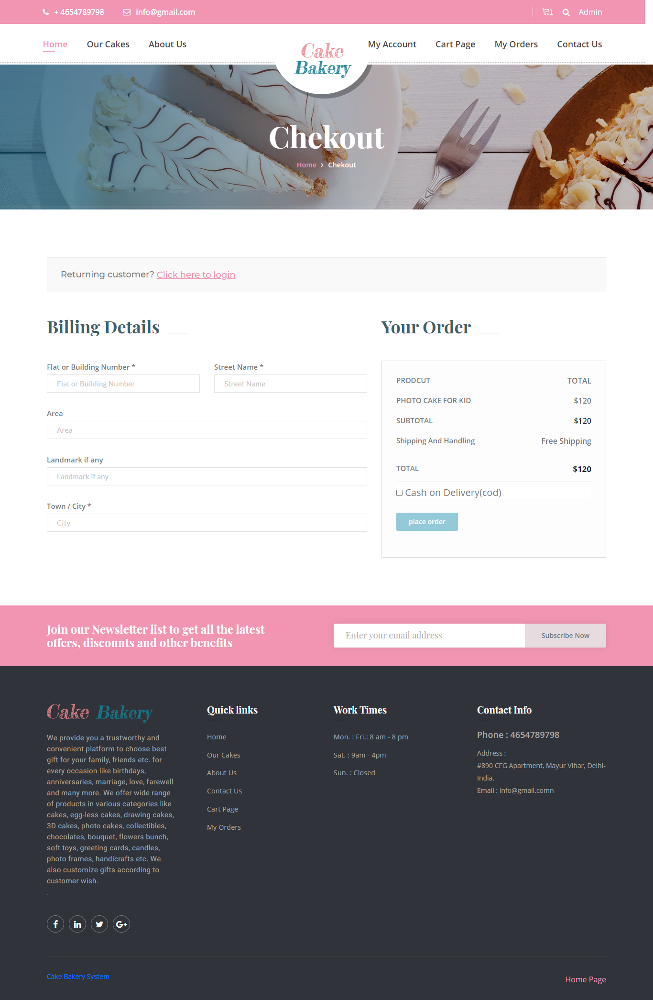 + 4654789798 info@gmail.com 1 Admin
Home Our Cakes About Us Cake Bakery My Account Cart Page My Orders Contact Us
Chekout
Home > Chekout
Returning customer? Click here to login
Billing Details
Flat or Building Number * Street Name *
Flat or Building Number Street Name
Area
Area
Landmark if any
Landmark if any
Town / City *
City
Your Order
PRODCUT TOTAL
PHOTO CAKE FOR KID $120
SUBTOTAL $120
Shipping And Handling Free Shipping
TOTAL $120
Cash on Delivery(cod)
place order
Join our Newsletter list to get all the latest
offers, discounts and other benefits
Enter your email address Subscribe Now
Cake Bakery
We provide you a trustworthy and
convenient platform to choose best
gift for your family, friends etc. for
every occasion like birthdays,
anniversaries, marriage, love, farewell
and many more. We offer wide range
of products in various categories like
cakes, egg-less cakes, drawing cakes,
3D cakes, photo cakes, collectibles,
chocolates, bouquet, flowers bunch,
soft toys, greeting cards, candles,
photo frames, handicrafts etc. We
also customize gifts according to
customer wish.
.
Quick links
Home
Our Cakes
About Us
Contact Us
Cart Page
My Orders
Work Times
Mon. : Fri.: 8 am - 8 pm
Sat. : 9am - 4pm
Sun. : Closed
Contact Info
Phone : 4654789798
Address :
#890 CFG Apartment, Mayur Vihar, Delhi-
India.
Email : info@gmail.comn
Cake Bakery System Home Page